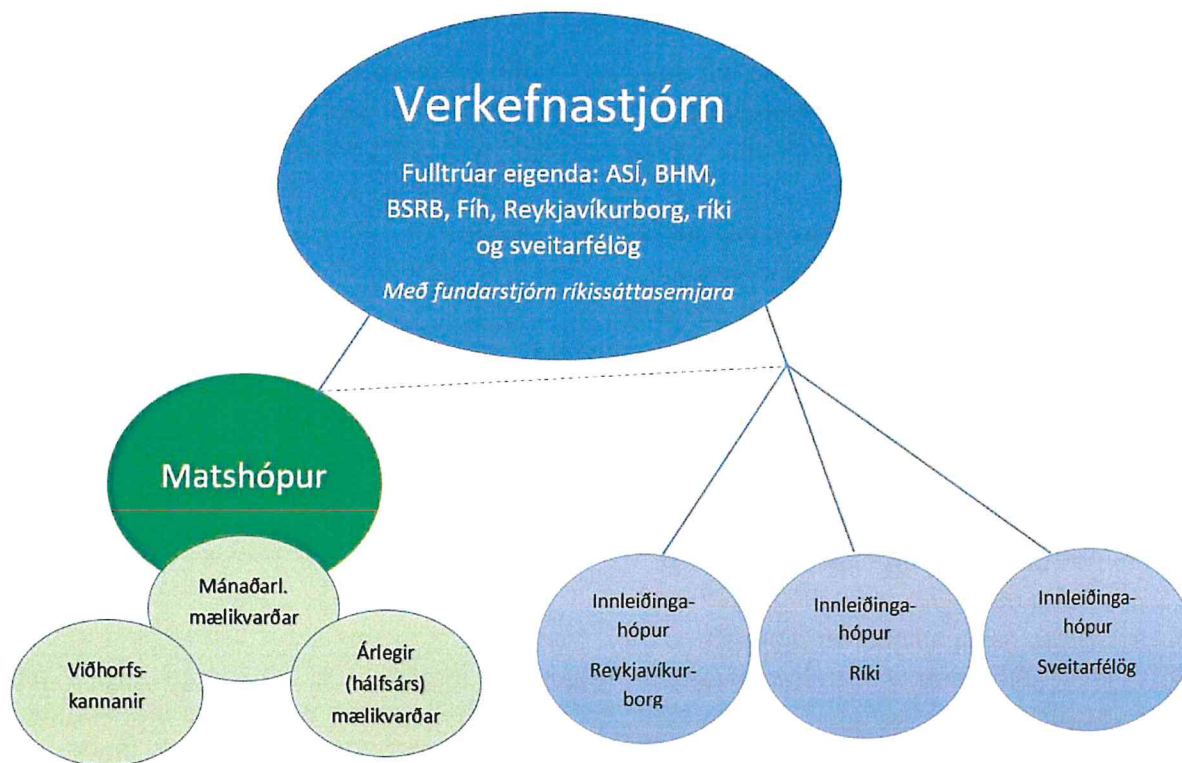 Verkefnastjórn
Fulltrúar eigenda: ASÍ, BHM,
BSRB, Fíh, Reykjavíkurborg, ríki
og sveitarfélög
Með fundarstjórn ríkissáttasemjara
Matshópur
Mánaðarl.
mælikvarðar
Viðhorfs-
kannanir
Árlegir
(hálfsárs)
mælikvarðar
Innleiðinga-
hópur
Reykjavíkur-
borg
Innleiðinga-
hópur
Ríki
Innleiðinga-
hópur
Sveitarfélög